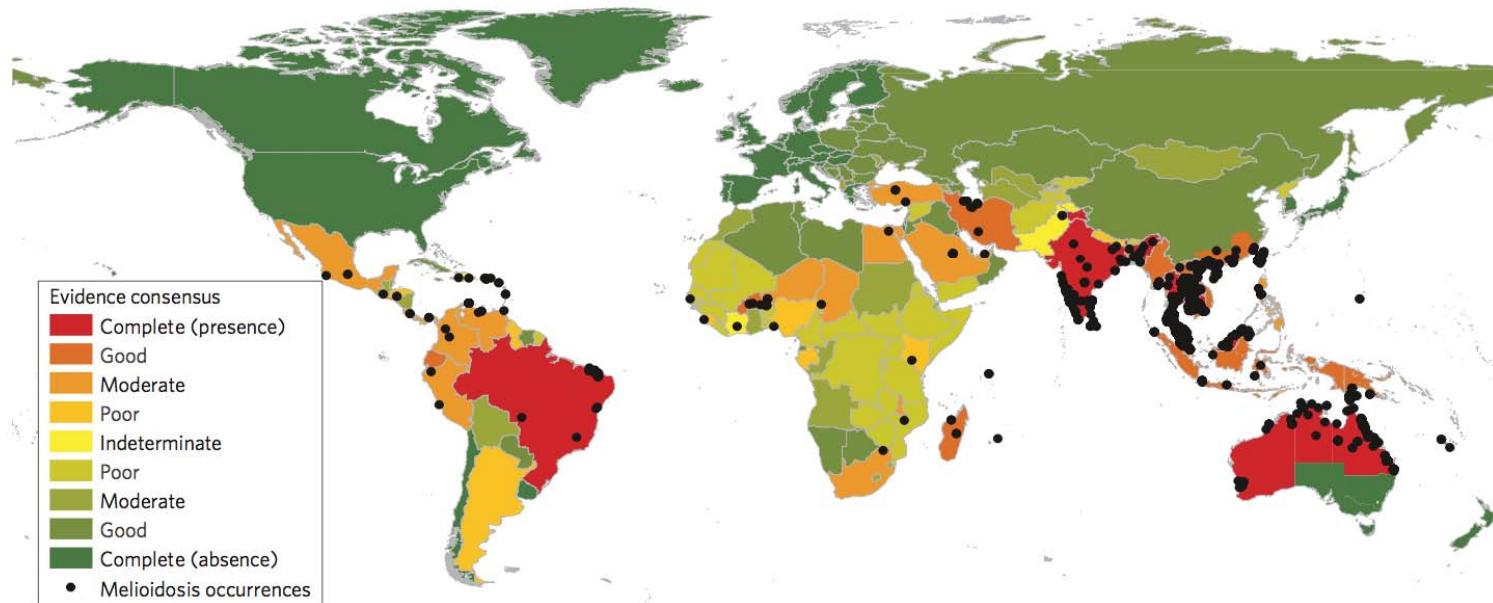 Evidence consensus
Complete (presence)
Good
Moderate
Poor
Indeterminate
Poor
Moderate
Good
Complete (absence)
Melioidosis occurrences